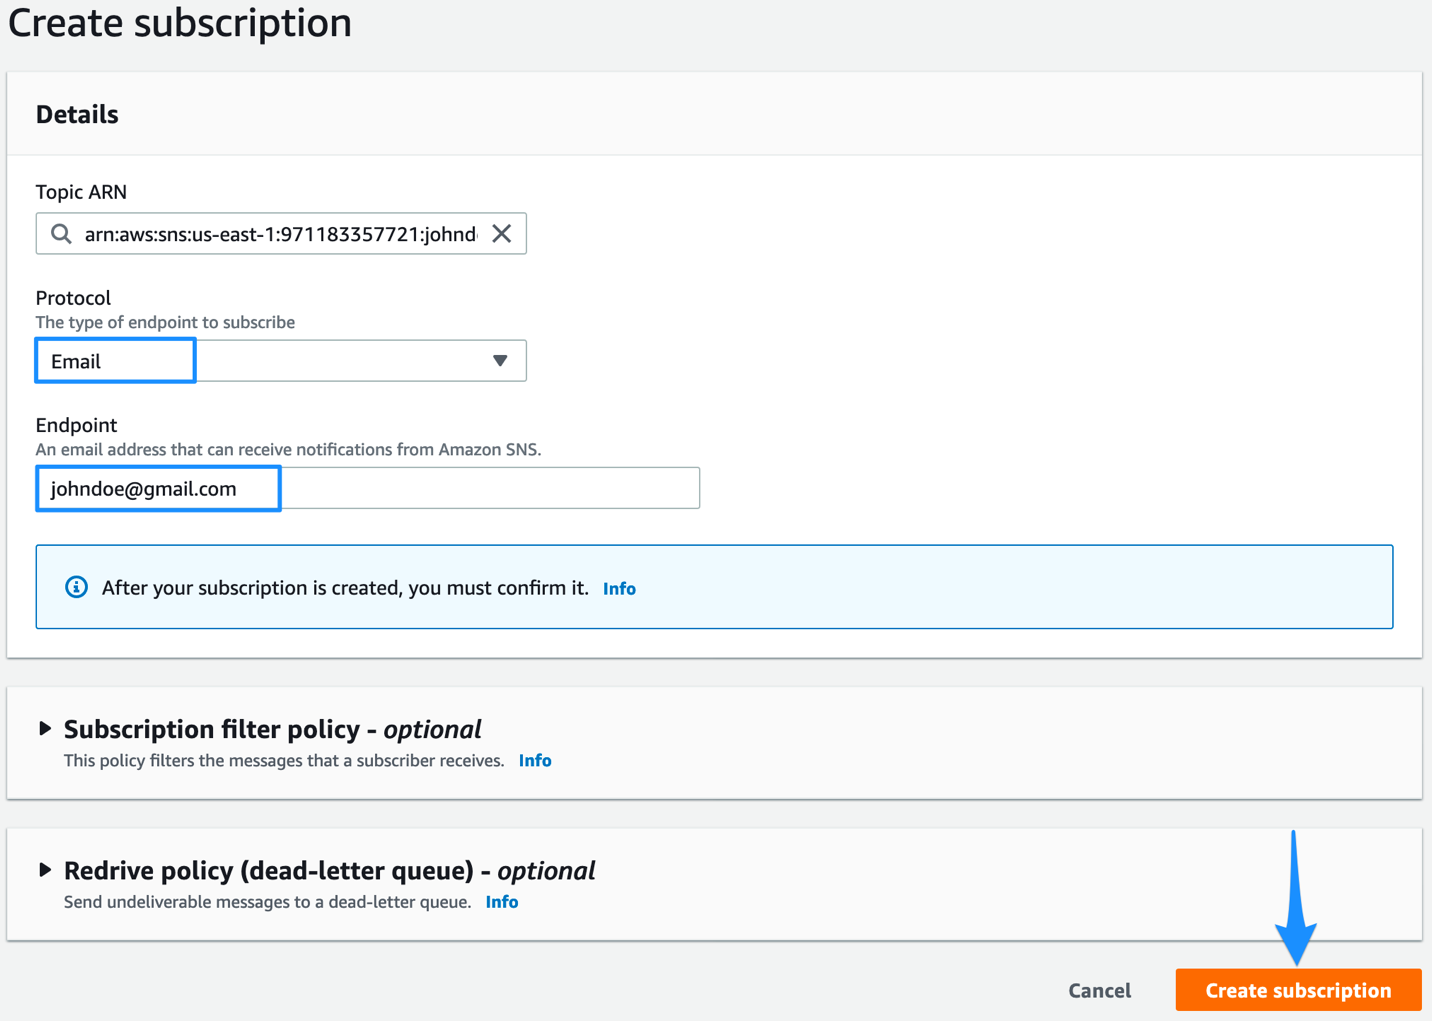 Create subscription
Details
Topic ARN
arn:aws:sns:us-east-1:971183357721:johnd
Protocol
The type of endpoint to subscribe
Email
Endpoint
An email address that can receive notifications from Amazon SNS.
johndoe@gmail.com
After your subscription is created, you must confirm it. Info
Subscription filter policy - optional
This policy filters the messages that a subscriber receives. Info
Redrive policy (dead-letter queue) - optional
Send undeliverable messages to a dead-letter queue. Info
Cancel
Create subscription